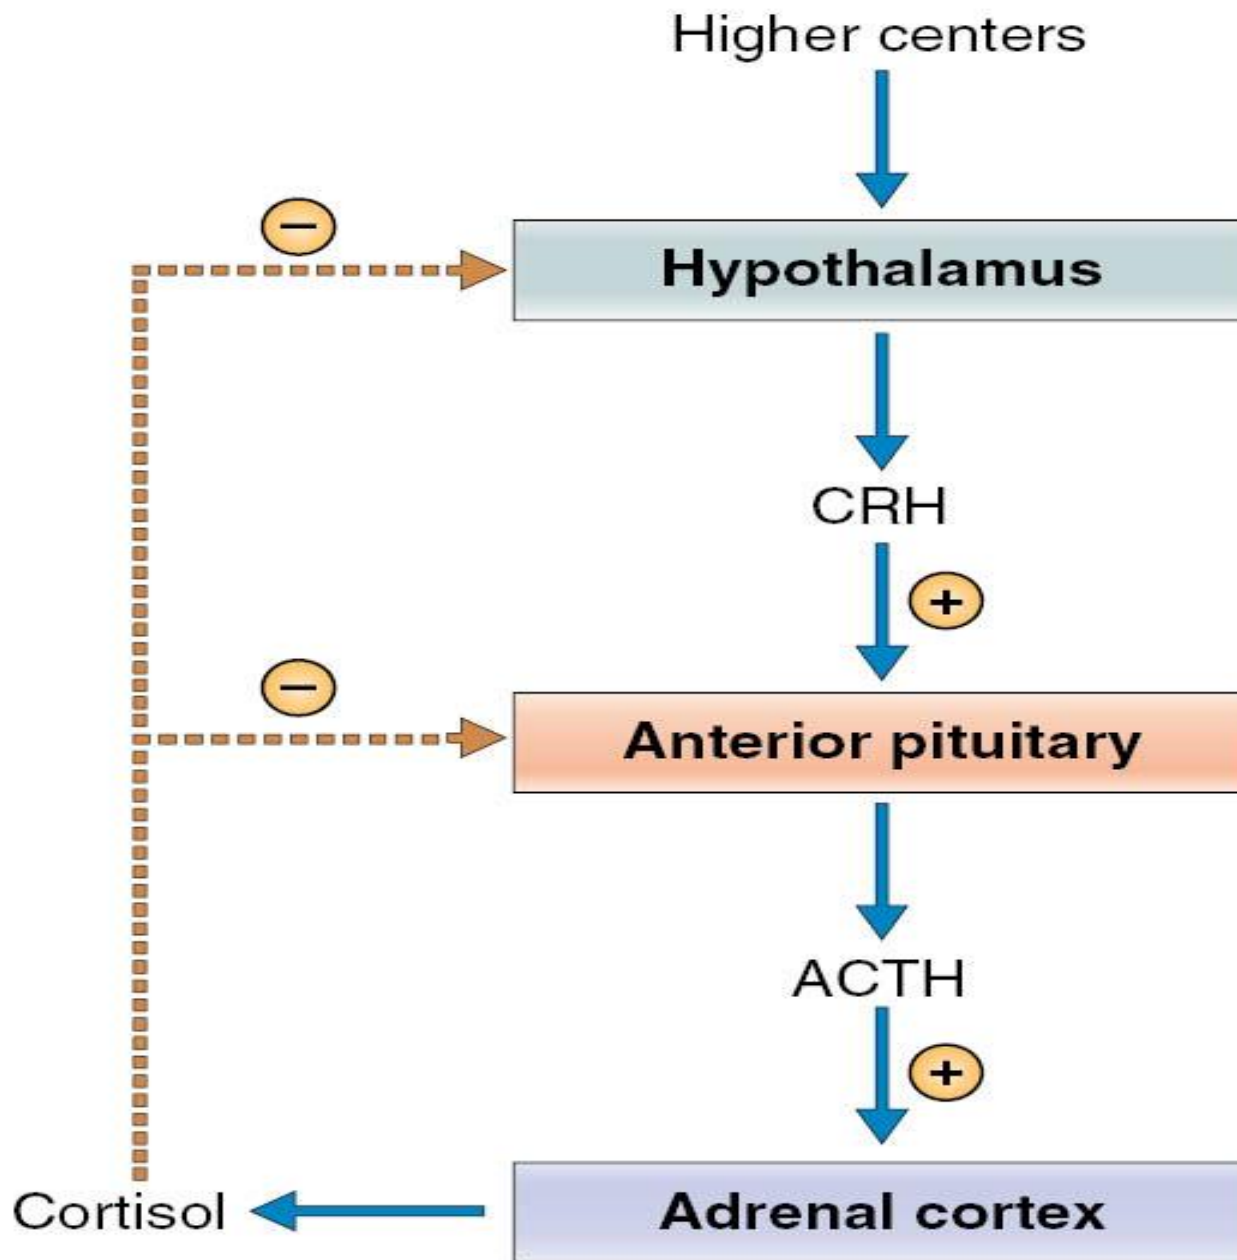 Higher centers
−
Hypothalamus
CRH
+
−
Anterior pituitary
ACTH
+
Cortisol
Adrenal cortex